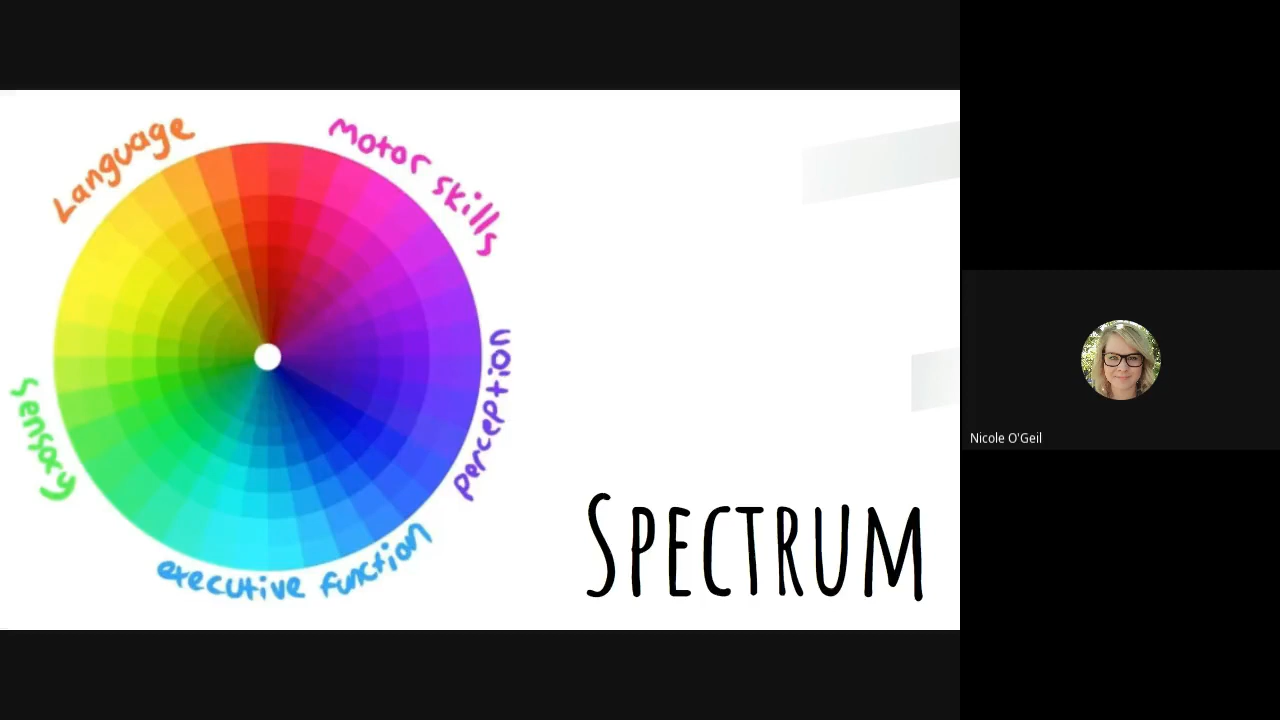 Language
Motor skills
perception
executive function
Sensory
SPECTRUM
Nicole O'Geil